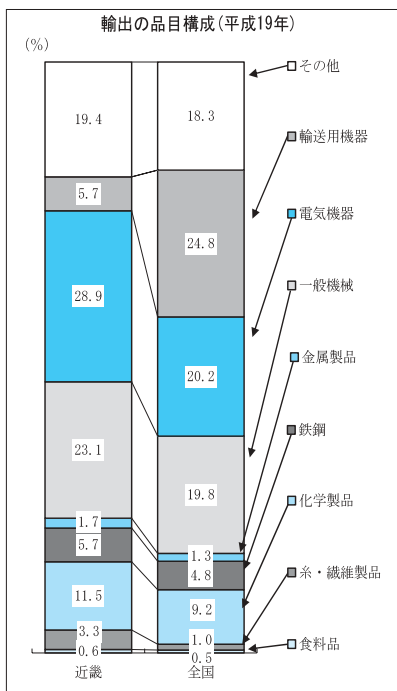 輸出の品目構成(平成19年)
(%)
その他
19.4
18.3
輸送用機器
5.7
24.8
電気機器
28.9
20.2
一般機械
23.1
19.8
金属製品
1.7
1.3
鉄鋼
5.7
4.8
化学製品
11.5
9.2
糸・繊維製品
3.3
1.0
食料品
0.6
0.5
近畿
全国